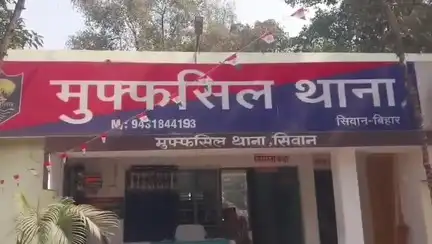 मुफ्फसिल थाना
M.: 9431844193
सिवान-बिहार
मुफ्फसिल थाना,सिवान